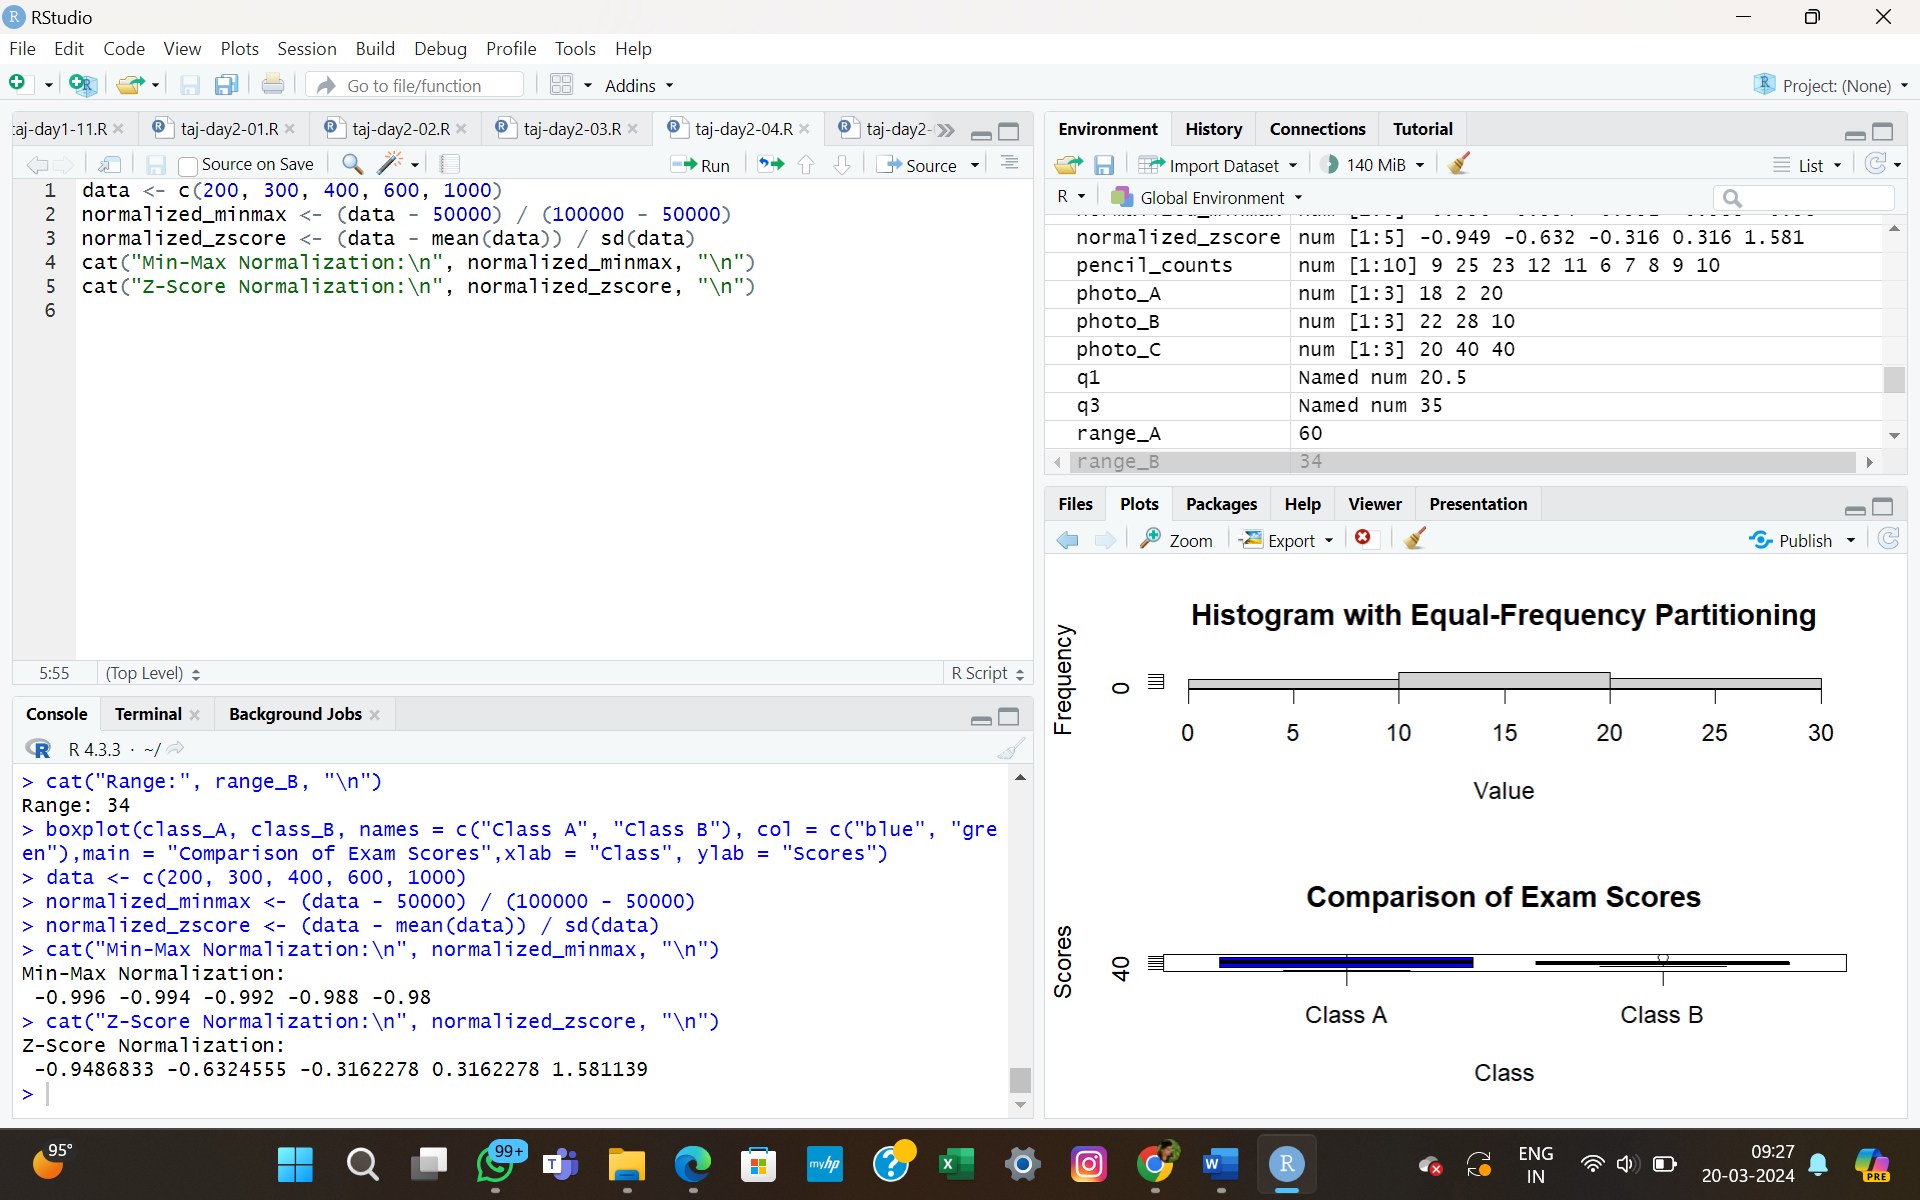 RStudio
File Edit Code View Plots Session Build Debug Profile Tools Help
Go to file/function Addins Project: (None)
taj-day1-11.R taj-day2-01.R taj-day2-02.R taj-day2-03.R taj-day2-04.R taj-day2-
Source on Save Run Source
1 data <- c(200, 300, 400, 600, 1000)
2 normalized_minmax <- (data - 50000) / (100000 - 50000)
3 normalized_zscore <- (data - mean(data)) / sd(data)
4 cat("Min-Max Normalization:\n", normalized_minmax, "\n")
5 cat("Z-Score Normalization:\n", normalized_zscore, "\n")
6
5:55 (Top Level) R Script
Console Terminal Background Jobs
R 4.3.3 · ~/
> cat("Range:", range_B, "\n")
Range: 34
> boxplot(class_A, class_B, names = c("Class A", "Class B"), col = c("blue", "gre
en"),main = "Comparison of Exam Scores",xlab = "Class", ylab = "Scores")
> data <- c(200, 300, 400, 600, 1000)
> normalized_minmax <- (data - 50000) / (100000 - 50000)
> normalized_zscore <- (data - mean(data)) / sd(data)
> cat("Min-Max Normalization:\n", normalized_minmax, "\n")
Min-Max Normalization:
-0.996 -0.994 -0.992 -0.988 -0.98
> cat("Z-Score Normalization:\n", normalized_zscore, "\n")
Z-Score Normalization:
-0.9486833 -0.6324555 -0.3162278 0.3162278 1.581139
>
Environment History Connections Tutorial
Import Dataset 140 MiB List
R Global Environment
normalized_zscore num [1:5] -0.949 -0.632 -0.316 0.316 1.581
pencil_counts num [1:10] 9 25 23 12 11 6 7 8 9 10
photo_A num [1:3] 18 2 20
photo_B num [1:3] 22 28 10
photo_C num [1:3] 20 40 40
q1 Named num 20.5
q3 Named num 35
range_A 60
range_B 34
Files Plots Packages Help Viewer Presentation
Zoom Export Publish
Histogram with Equal-Frequency Partitioning
Frequency
0
0 5 10 15 20 25 30
Value
Comparison of Exam Scores
Scores
40
Class A Class B
Class
95° 99+ myhp ENG 09:27
IN 20-03-2024 PRE